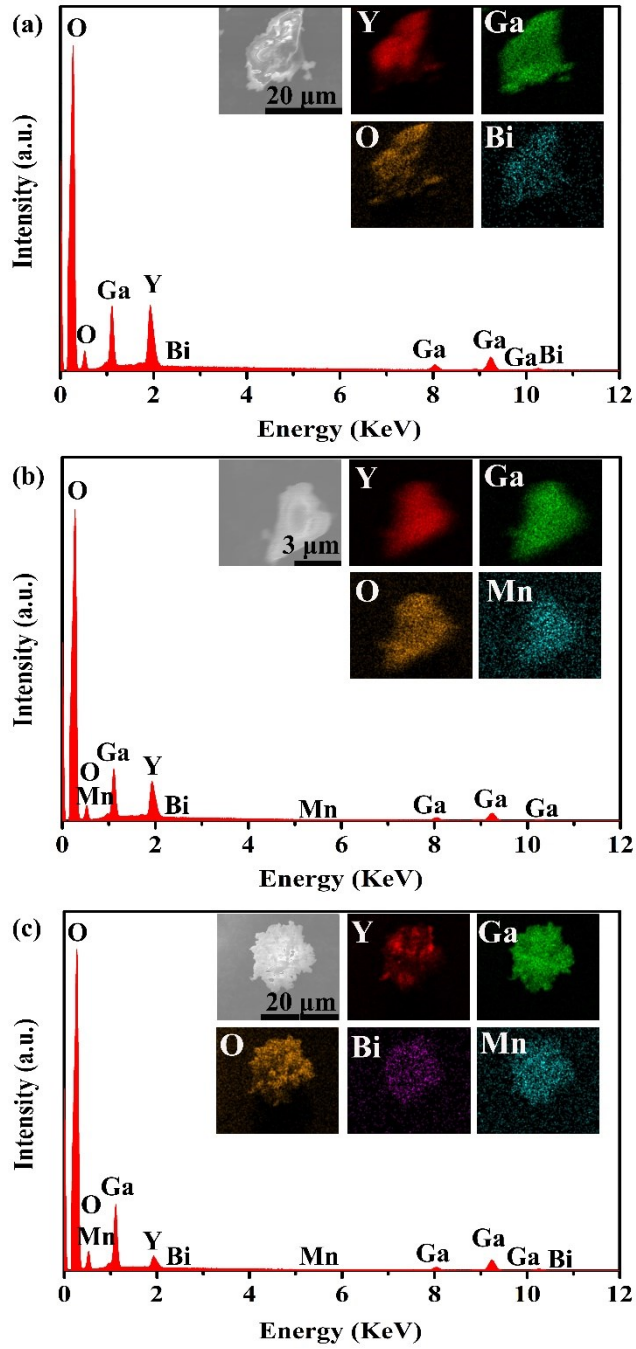 (a)
O
20 μm
Y
Ga
O
Bi
Intensity (a.u.)
O
Ga
Y
Bi
Ga
Ga
Ga
Bi
0 2 4 6 8 10 12
Energy (KeV)
(b)
O
3 μm
Y
Ga
O
Mn
Intensity (a.u.)
O
Mn
Ga
Y
Bi
Mn
Ga
Ga
Ga
0 2 4 6 8 10 12
Energy (KeV)
(c)
O
20 μm
Y
Ga
O
Bi
Mn
Intensity (a.u.)
O
Mn
Ga
Y
Bi
Mn
Ga
Ga
Ga
Bi
0 2 4 6 8 10 12
Energy (KeV)